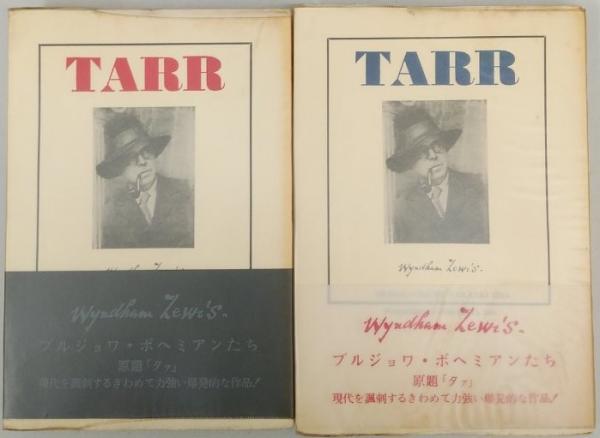 TARR
Wyndham Lewis.
Wyndham Lewis.
ブルジョワ・ボヘミアンたち
原題「タァ」
現代を諷刺するきわめて力強い爆発的な作品!
TARR
Wyndham Lewis.
Wyndham Lewis.
ブルジョワ・ボヘミアンたち
原題「タァ」
現代を諷刺するきわめて力強い爆発的な作品!